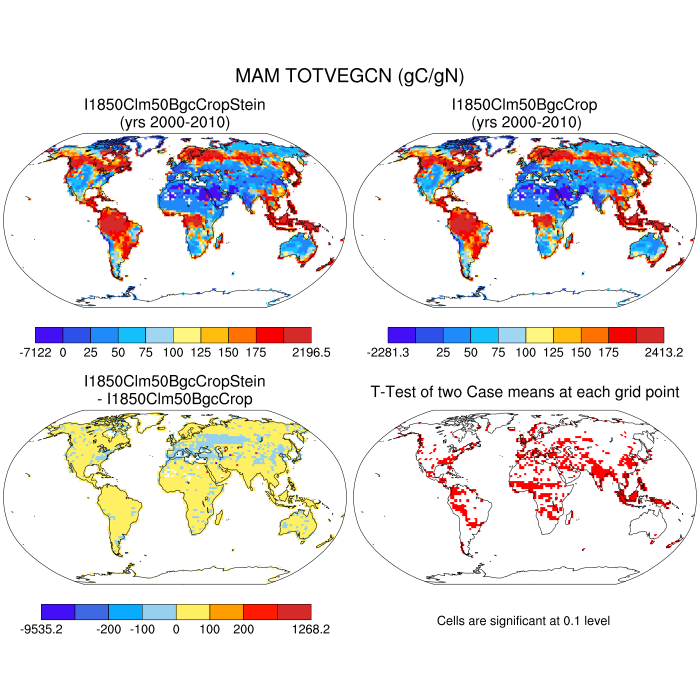 MAM TOTVEGCN (gC/gN)
I1850Clm50BgcCropStein
(yrs 2000-2010)
I1850Clm50BgcCrop
(yrs 2000-2010)
-7122 0 25 50 75 100 125 150 175 2196.5
-2281.3 25 50 75 100 125 150 175 2413.2
I1850Clm50BgcCropStein
- I1850Clm50BgcCrop
T-Test of two Case means at each grid point
-9535.2 -200 -100 0 100 200 1268.2
Cells are significant at 0.1 level